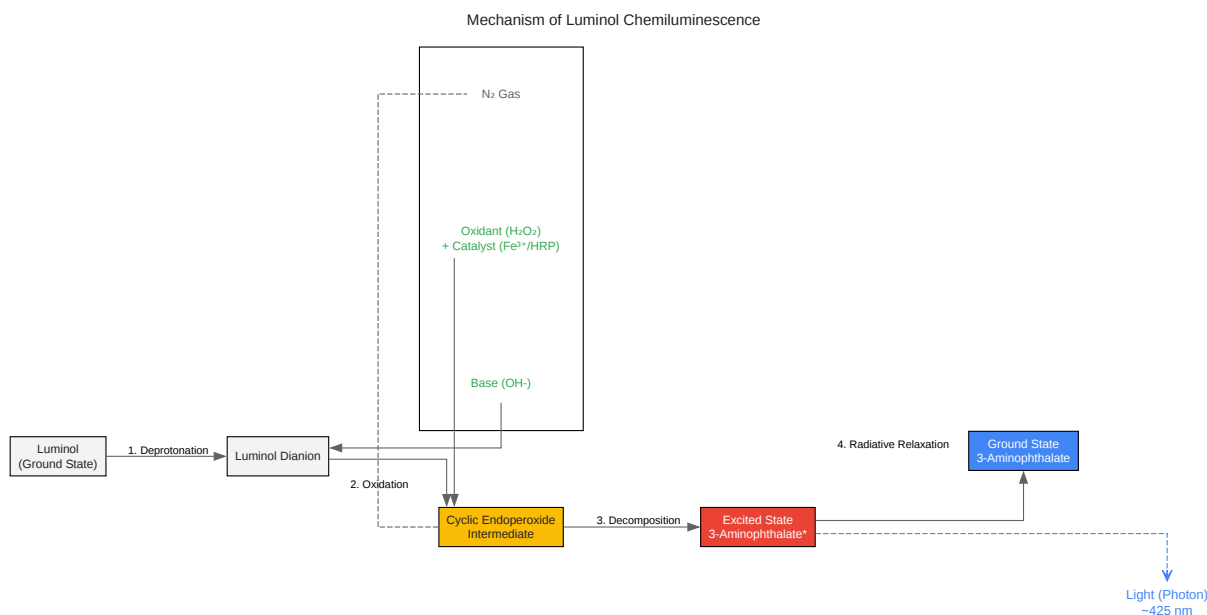 Mechanism of Luminol Chemiluminescence
N₂ Gas
Oxidant (H₂O₂)
+ Catalyst (Fe³⁺/HRP)
Base (OH-)
Luminol
(Ground State)
1. Deprotonation
Luminol Dianion
2. Oxidation
Cyclic Endoperoxide
Intermediate
3. Decomposition
Excited State
3-Aminophthalate*
4. Radiative Relaxation
Ground State
3-Aminophthalate
Light (Photon)
~425 nm